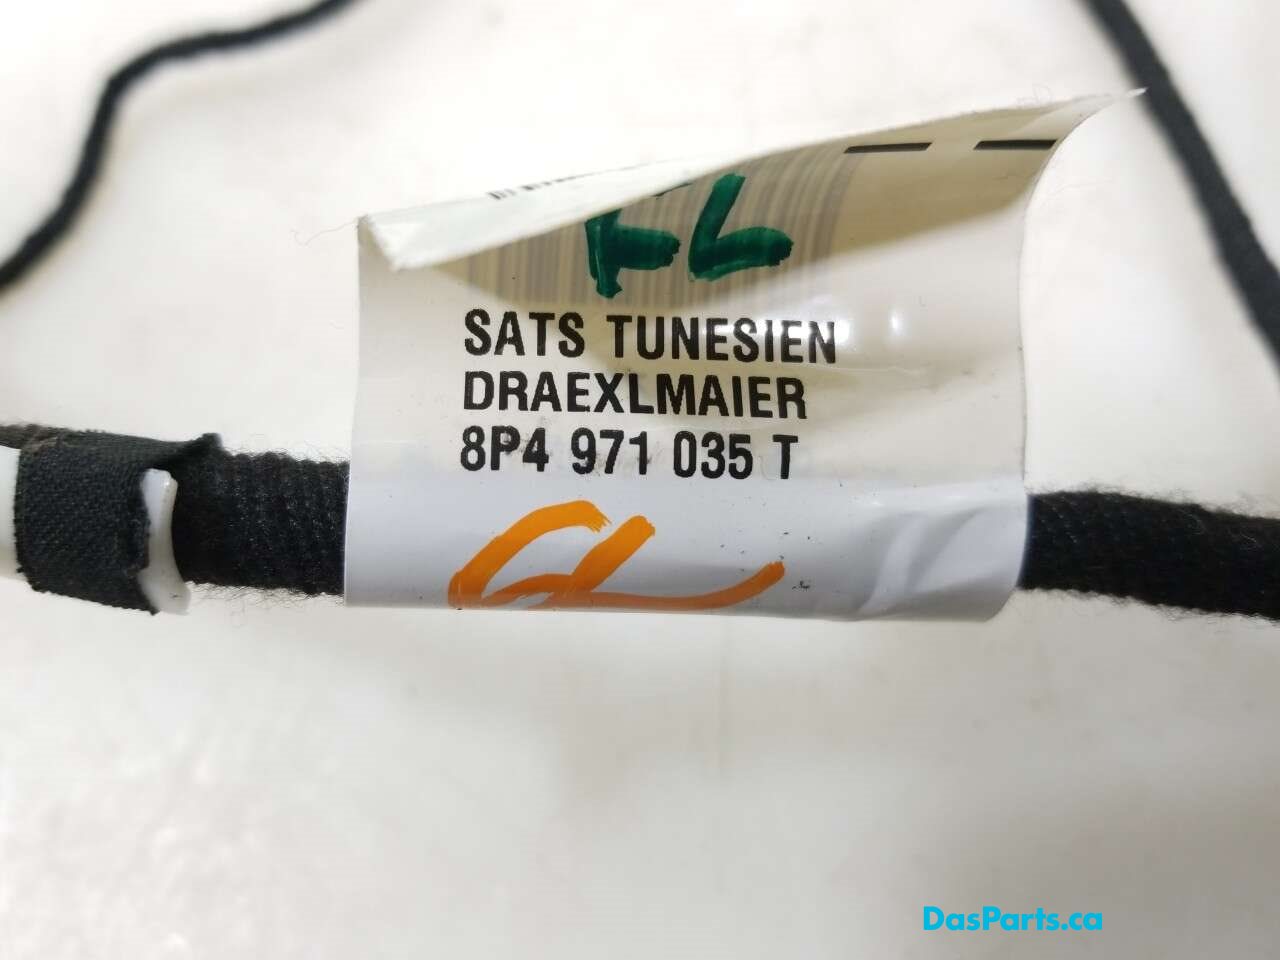 FL
SATS TUNESIEN
DRAEXLMAIER
8P4 971 035 T
DasParts.ca